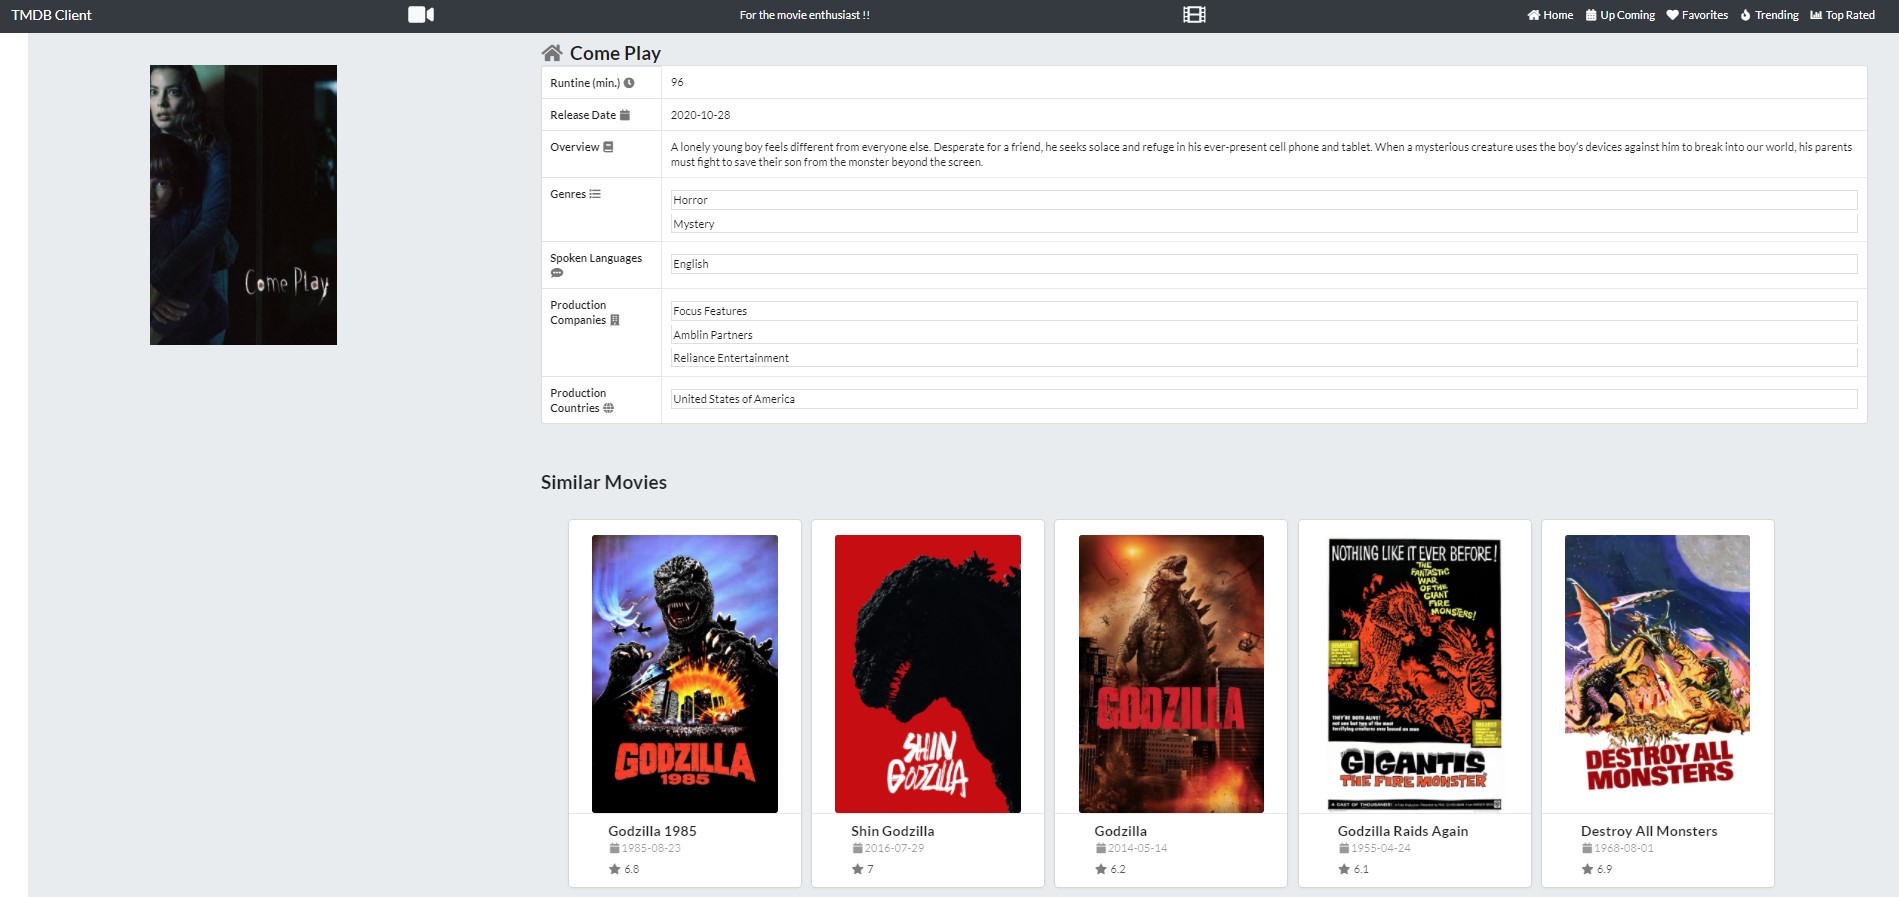 TMDB Client
For the movie enthusiast !!
Home
Up Coming
Favorites
Trending
Top Rated
Come Play
Come Play
Runtine (min.)
96
Release Date
2020-10-28
Overview
A lonely young boy feels different from everyone else. Desperate for a friend, he seeks solace and refuge in his ever-present cell phone and tablet. When a mysterious creature uses the boy's devices against him to break into our world, his parents
must fight to save their son from the monster beyond the screen.
Genres
Horror
Mystery
Spoken Languages
English
Production
Companies
Focus Features
Amblin Partners
Reliance Entertainment
Production
Countries
United States of America
Similar Movies
GODZILLA
1985
Godzilla 1985
1985-08-23
6.8
SHIN
GODZILLA
Shin Godzilla
2016-07-29
7
GODZILLA
Godzilla
2014-05-14
6.2
NOTHING LIKE IT EVER BEFORE!
THE
FANTASTIC
WAR
OF THE
GIANT
FIRE
MONSTERS!
THEY'RE BOTH ALIVE!
GIGANTIS
THE FIRE MONSTER
A CAST OF THOUSANDS!
Godzilla Raids Again
1955-04-24
6.1
DESTROY ALL
MONSTERS
Destroy All Monsters
1968-08-01
6.9